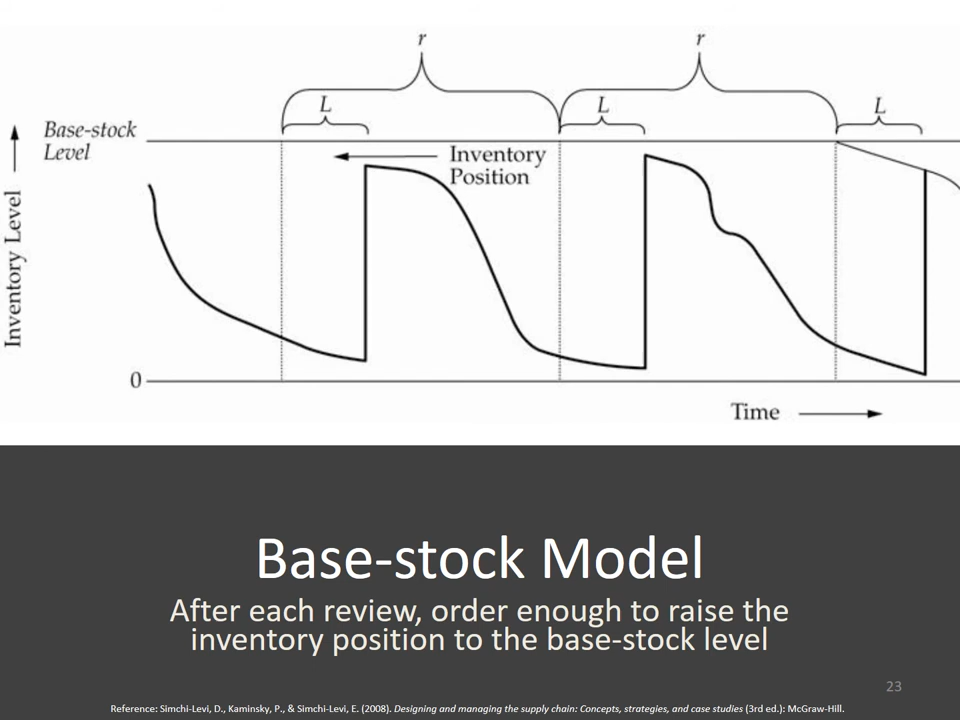 r
r
L
L
L
Base-stock
Level
Inventory
Position
Inventory Level
0
Time
Base-stock Model
After each review, order enough to raise the
inventory position to the base-stock level
23
Reference: Simchi-Levi, D., Kaminsky, P., & Simchi-Levi, E. (2008). Designing and managing the supply chain: Concepts, strategies, and case studies (3rd ed.): McGraw-Hill.